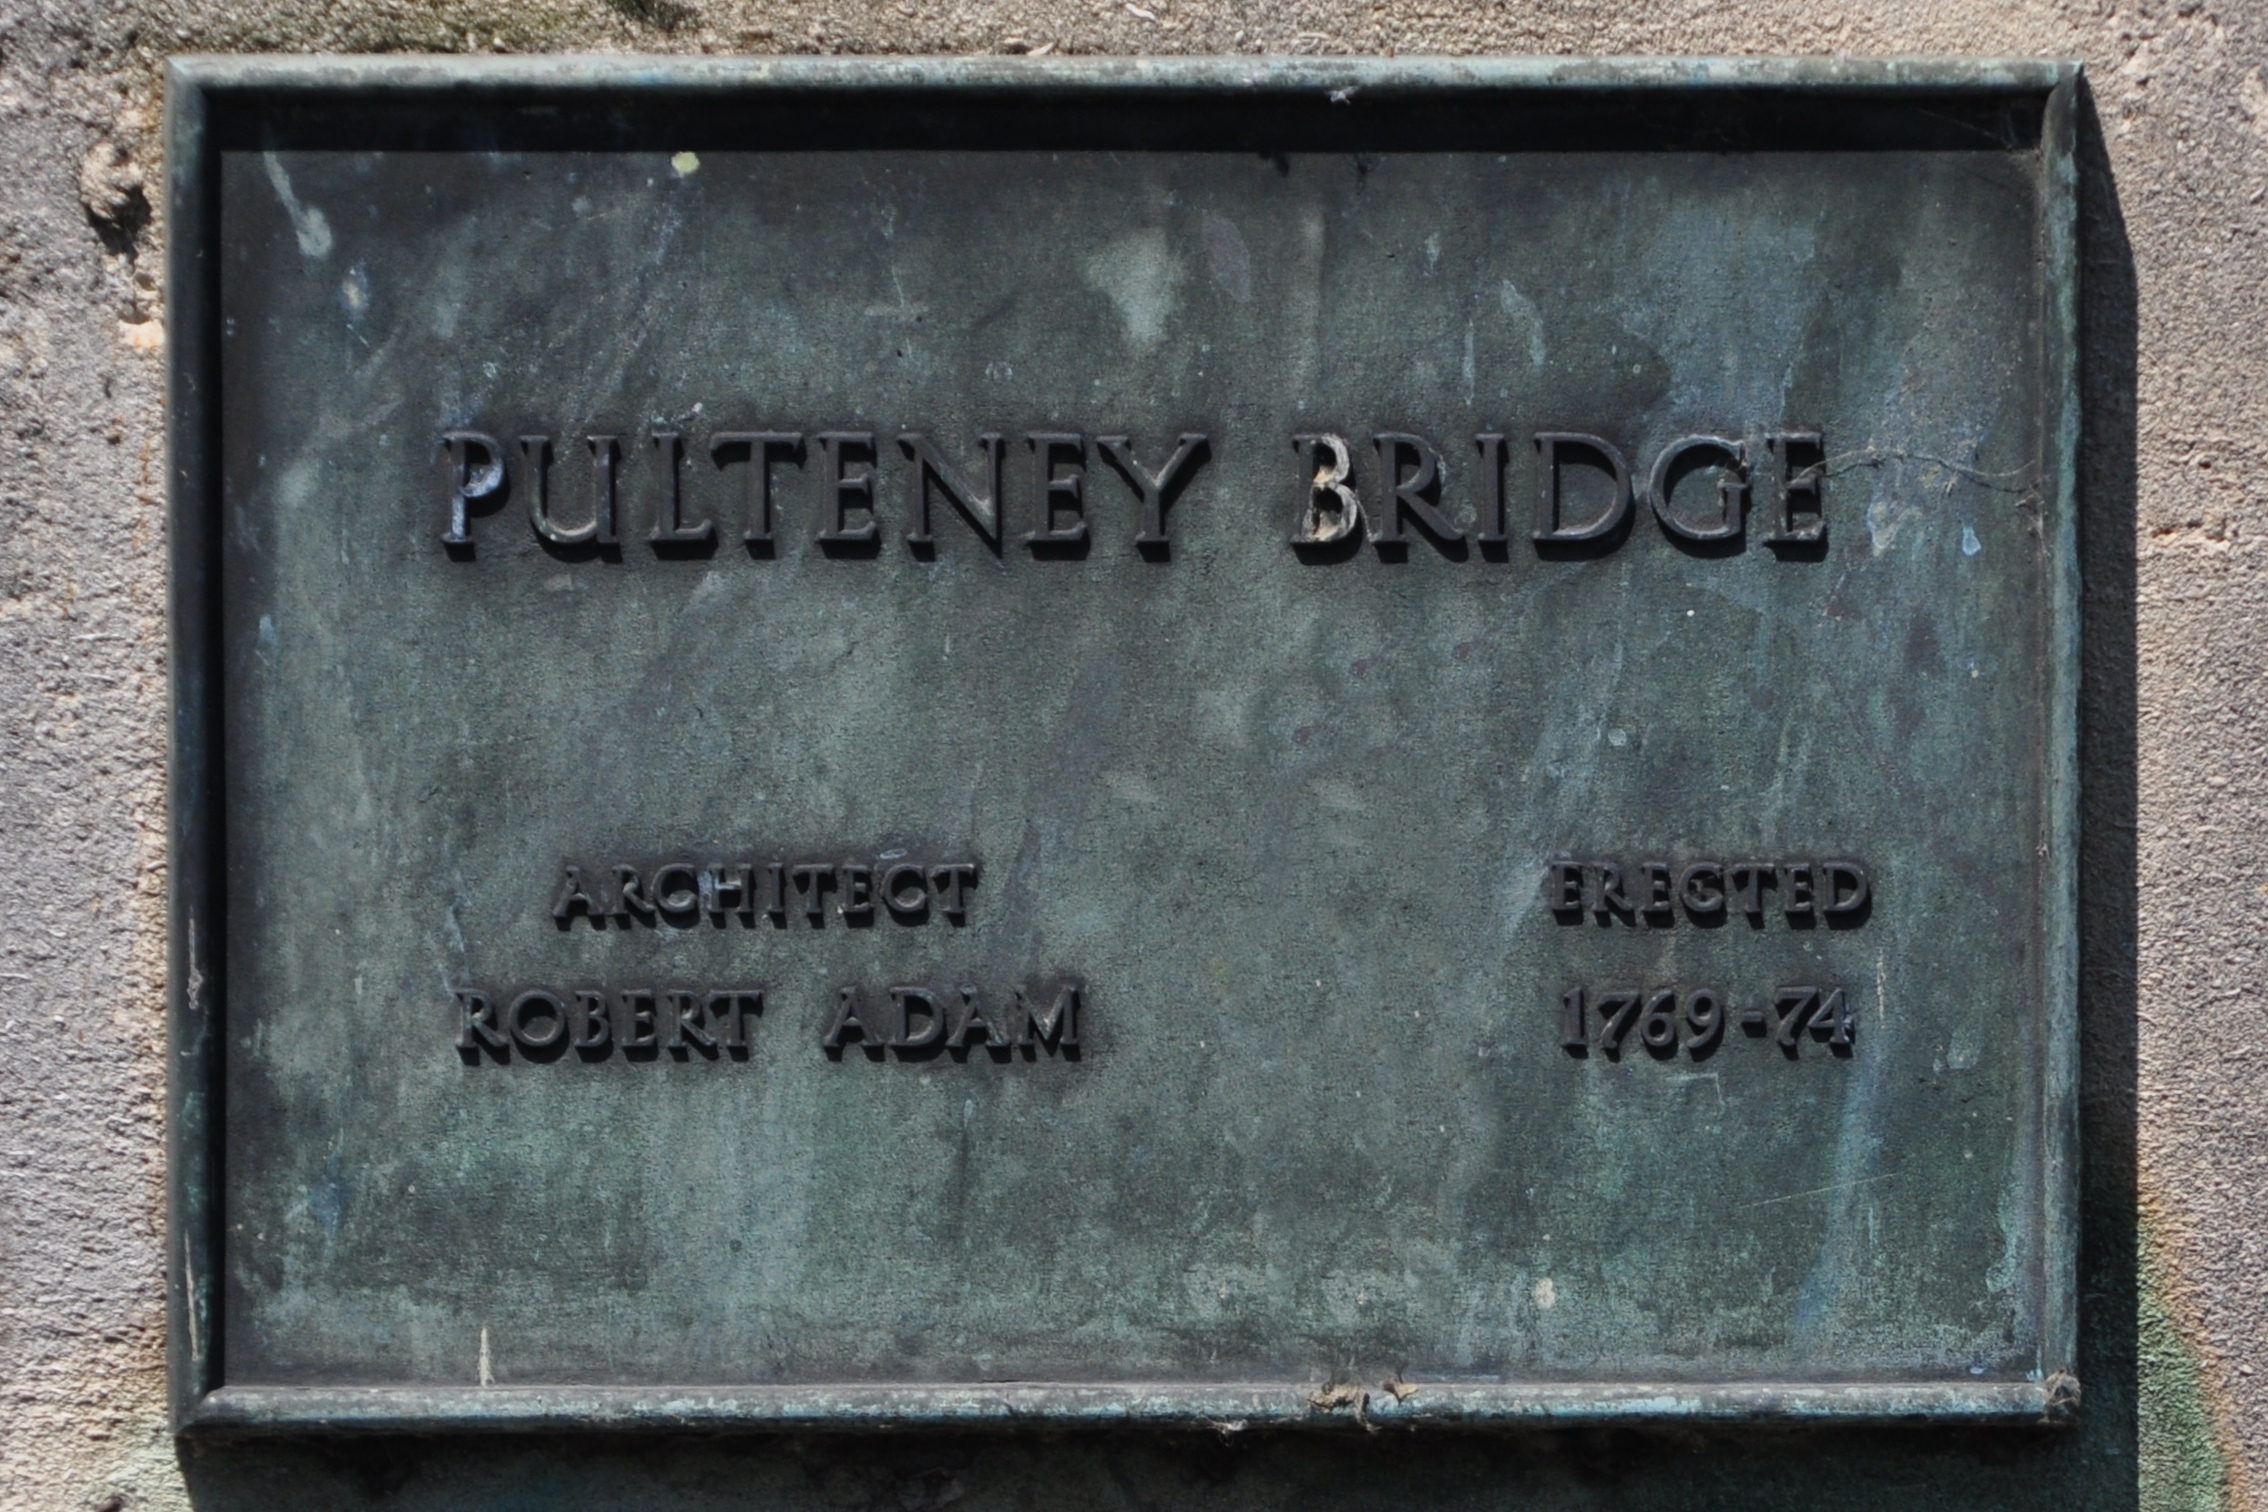 PULTENEY BRIDGE
ARCHITECT
ROBERT ADAM
ERECTED
1769-74